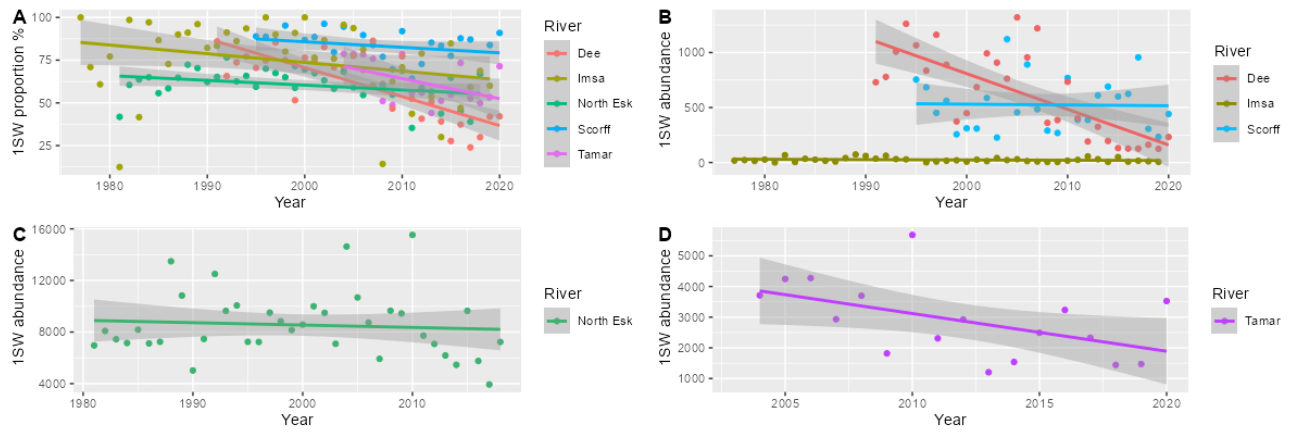 A
1SW proportion %
100
75
50
25
1980
1990
2000
2010
2020
Year
River
Dee
Imsa
North Esk
Scorff
Tamar
B
1SW abundance
1000
500
0
1980
1990
2000
2010
2020
Year
River
Dee
Imsa
Scorff
C
1SW abundance
16000
12000
8000
4000
1980
1990
2000
2010
Year
River
North Esk
D
1SW abundance
5000
4000
3000
2000
1000
2005
2010
2015
2020
Year
River
Tamar